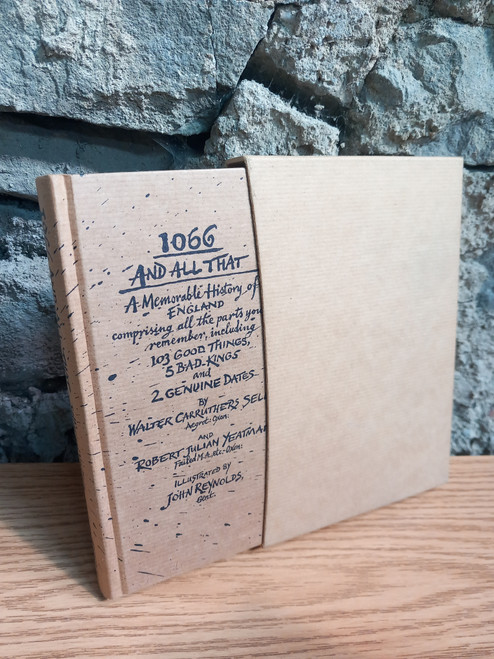 1066
AND ALL THAT
A Memorable History of
ENGLAND
comprising all the parts you
remember, including
103 GOOD THINGS,
5 BAD KINGS
and
2 GENUINE DATES
BY
WALTER CARRUTHERS SEL
Aegrot: Oxon:
AND
ROBERT JULIAN YEATMA
Failed M.A. etc: Oxon:
ILLUSTRATED BY
JOHN REYNOLDS,
Gent: